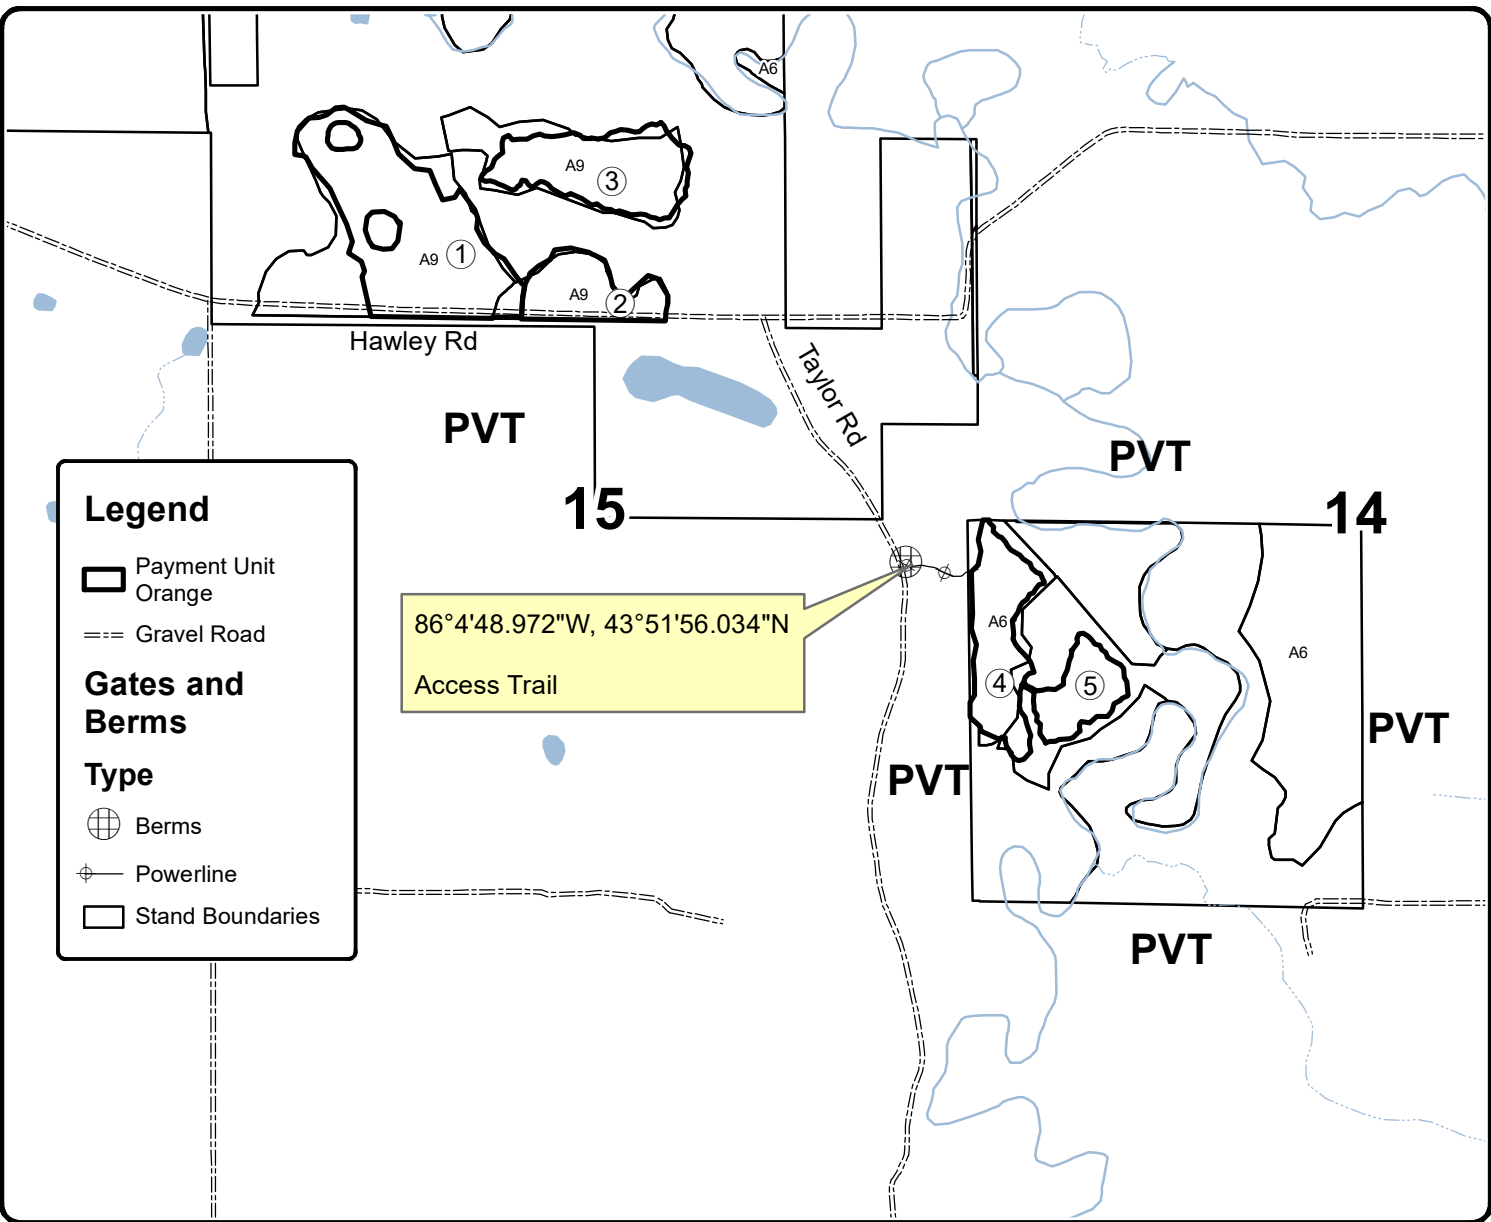 A6
A9
3
A9
1
A9
2
Hawley Rd
Taylor Rd
PVT
PVT
15
14
Legend
Payment Unit
Orange
Gravel Road
Gates and
Berms
Type
Berms
Powerline
Stand Boundaries
86°4'48.972"W, 43°51'56.034"N
Access Trail
A6
A6
4
5
PVT
PVT
PVT